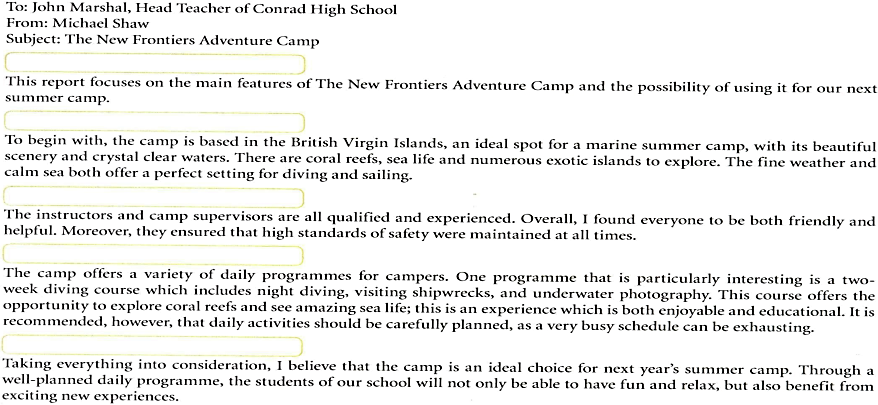 To: John Marshal, Head Teacher of Conrad High School
From: Michael Shaw
Subject: The New Frontiers Adventure Camp
This report focuses on the main features of The New Frontiers Adventure Camp and the possibility of using it for our next
summer camp.
To begin with, the camp is based in the British Virgin Islands, an ideal spot for a marine summer camp, with its beautiful
scenery and crystal clear waters. There are coral reefs, sea life and numerous exotic islands to explore. The fine weather and
calm sea both offer a perfect setting for diving and sailing.
The instructors and camp supervisors are all qualified and experienced. Overall, I found everyone to be both friendly and
helpful. Moreover, they ensured that high standards of safety were maintained at all times.
The camp offers a variety of daily programmes for campers. One programme that is particularly interesting is a two-
week diving course which includes night diving, visiting shipwrecks, and underwater photography. This course offers the
opportunity to explore coral reefs and see amazing sea life; this is an experience which is both enjoyable and educational. It is
recommended, however, that daily activities should be carefully planned, as a very busy schedule can be exhausting.
Taking everything into consideration, I believe that the camp is an ideal choice for next year's summer camp. Through a
well-planned daily programme, the students of our school will not only be able to have fun and relax, but also benefit from
exciting new experiences.